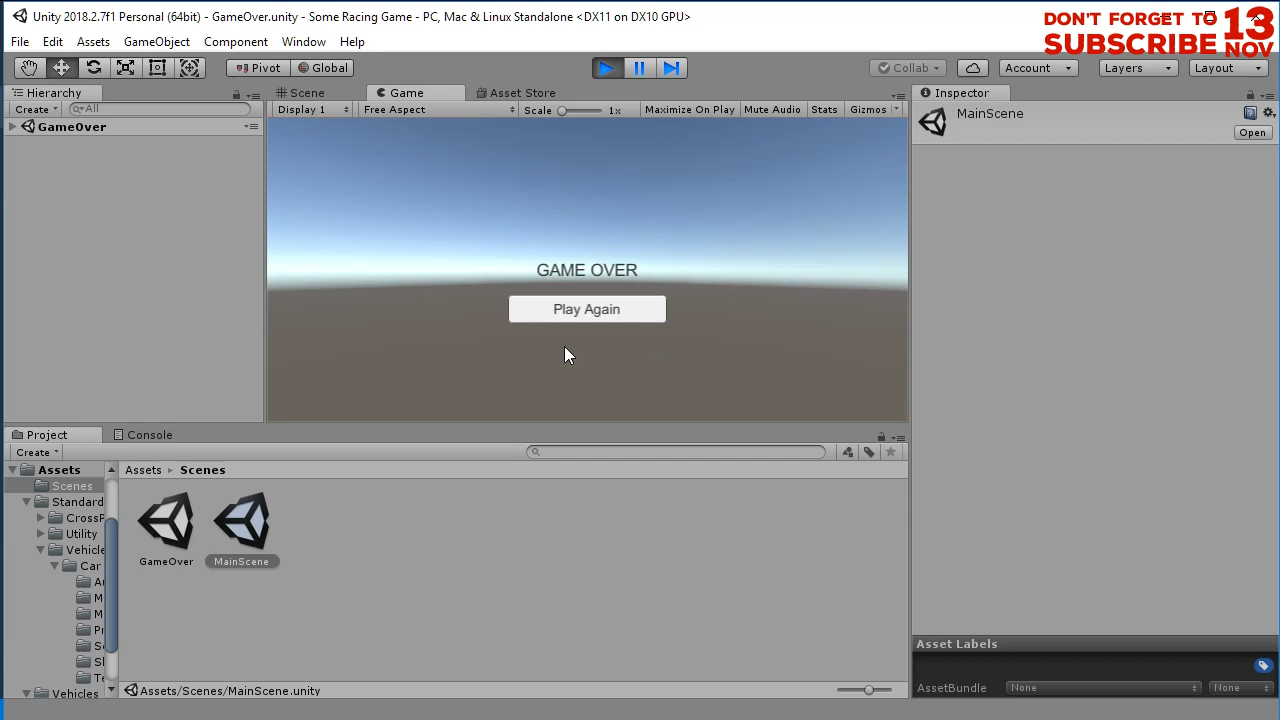 Unity 2018.2.7f1 Personal (64bit) - GameOver.unity - Some Racing Game - PC, Mac & Linux Standalone <DX11 on DX10 GPU>
DON'T FORGET TO
SUBSCRIBE
13
NOV
File Edit Assets GameObject Component Window Help
Pivot Global Collab Account Layers Layout
Hierarchy Scene Game Asset Store Inspector
Create All Display 1 Free Aspect Scale 1x Maximize On Play Mute Audio Stats Gizmos
MainScene
Open
GameOver
GAME OVER
Play Again
Project Console
Create
Assets
Scenes
Standard
CrossP
Utility
Vehicle
Car
A
M
M
Pr
Sc
Sl
Te
Vehicles
Assets Scenes
GameOver MainScene
Assets/Scenes/MainScene.unity
Asset Labels
AssetBundle None None